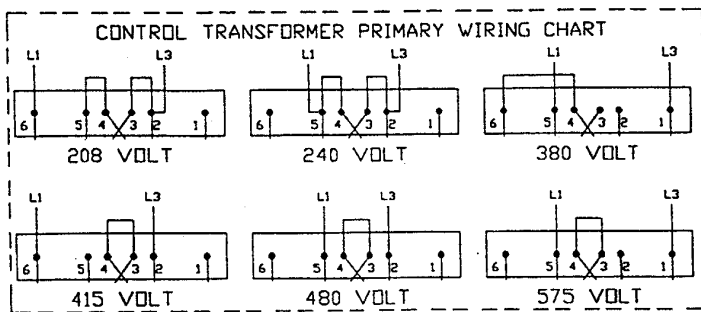 CONTROL TRANSFORMER PRIMARY WIRING CHART
L1 L3 L1 L3 L1 L3
6 5 4 3 2 1 6 5 4 3 2 1 6 5 4 3 2 1
208 VOLT 240 VOLT 380 VOLT
L1 L3 L1 L3 L1 L3
6 5 4 3 2 1 6 5 4 3 2 1 6 5 4 3 2 1
415 VOLT 480 VOLT 575 VOLT